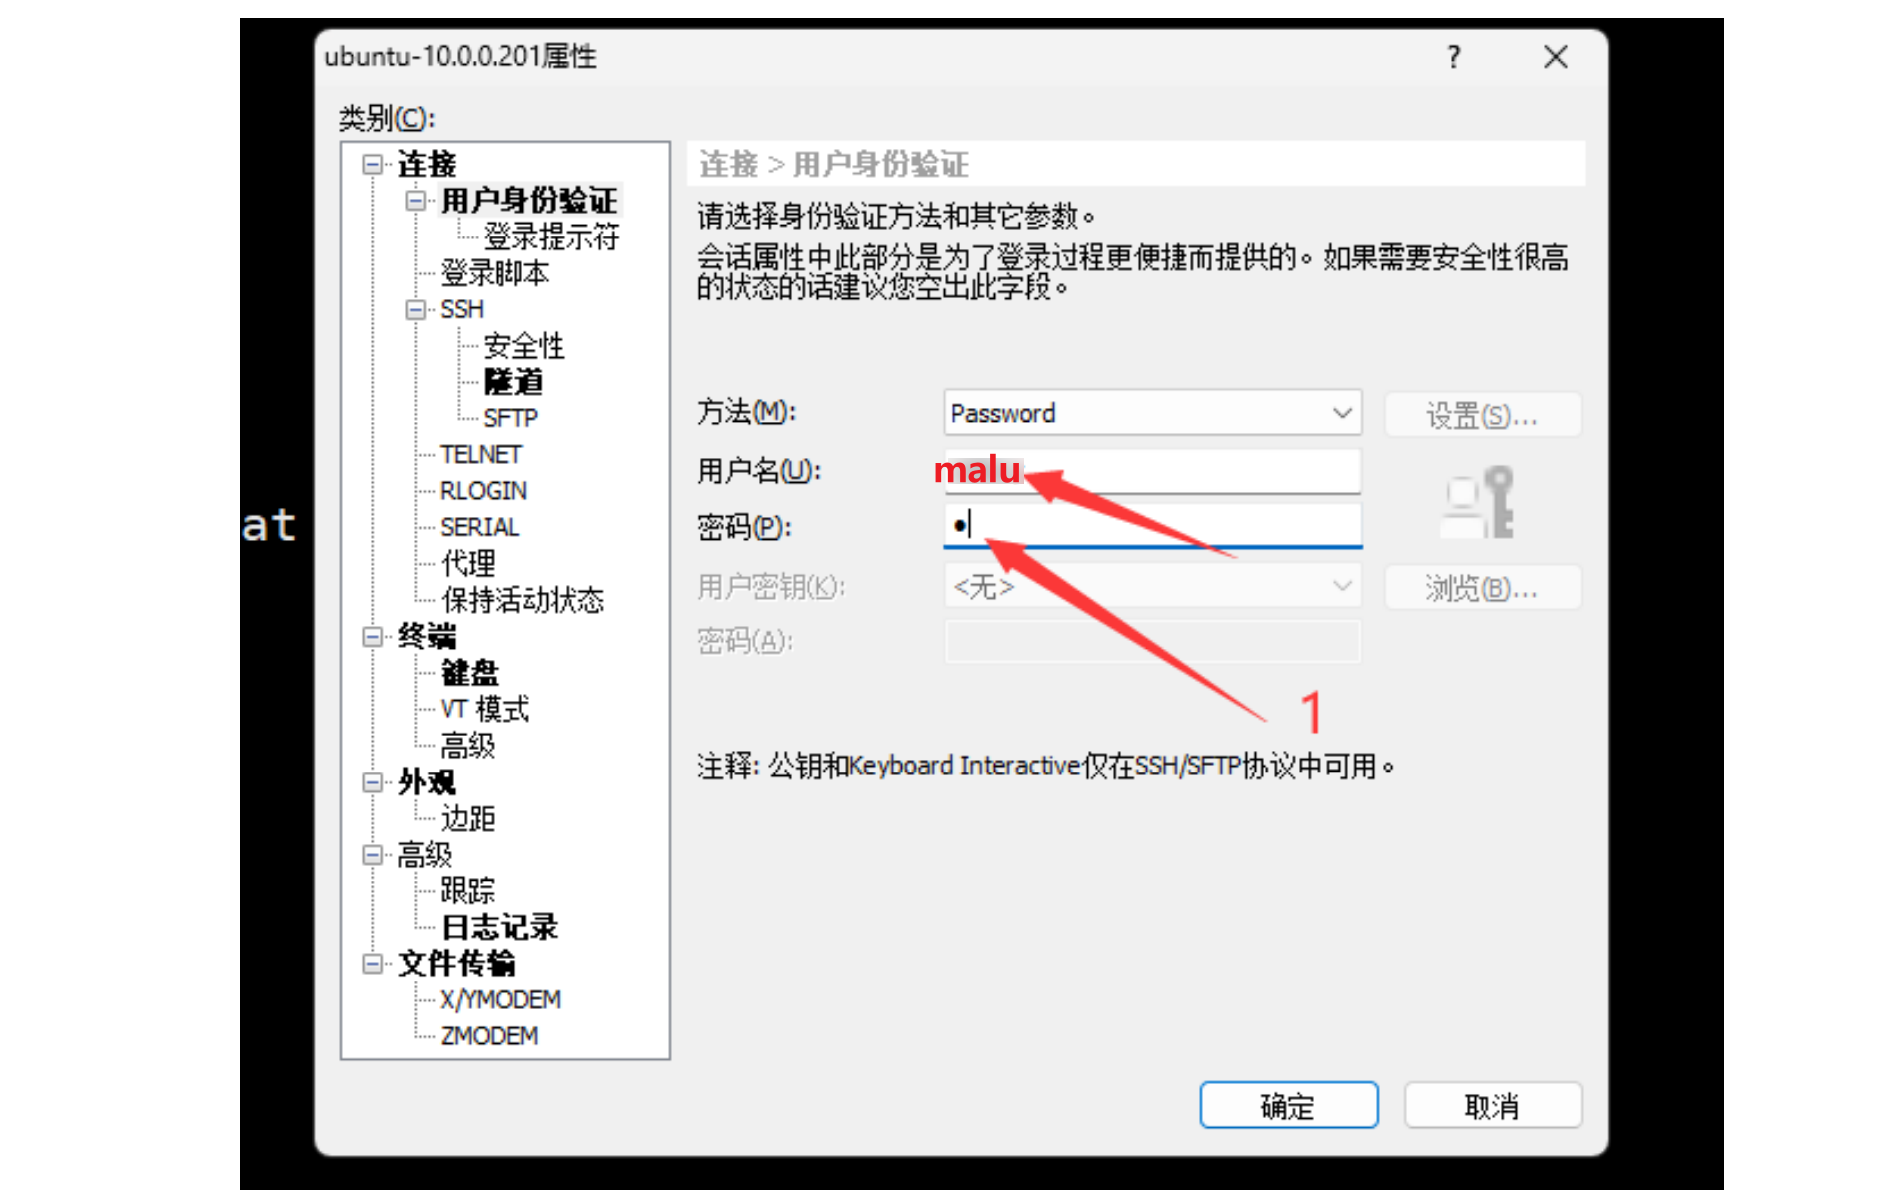 ubuntu-10.0.0.201属性
?
类别(C):
连接
用户身份验证
登录提示符
登录脚本
SSH
安全性
隧道
SFTP
TELNET
RLOGIN
SERIAL
代理
保持活动状态
终端
键盘
VT 模式
高级
外观
边距
高级
跟踪
日志记录
文件传输
X/YMODEM
ZMODEM
连接 > 用户身份验证
请选择身份验证方法和其它参数。
会话属性中此部分是为了登录过程更便捷而提供的。如果需要安全性很高
的状态的话建议您空出此字段。
方法(M):
Password
设置(S)...
用户名(U):
malu
密码(P):
●
用户密钥(K):
<无>
浏览(B)...
密码(A):
1
注释: 公钥和Keyboard Interactive仅在SSH/SFTP协议中可用。
确定
取消
at